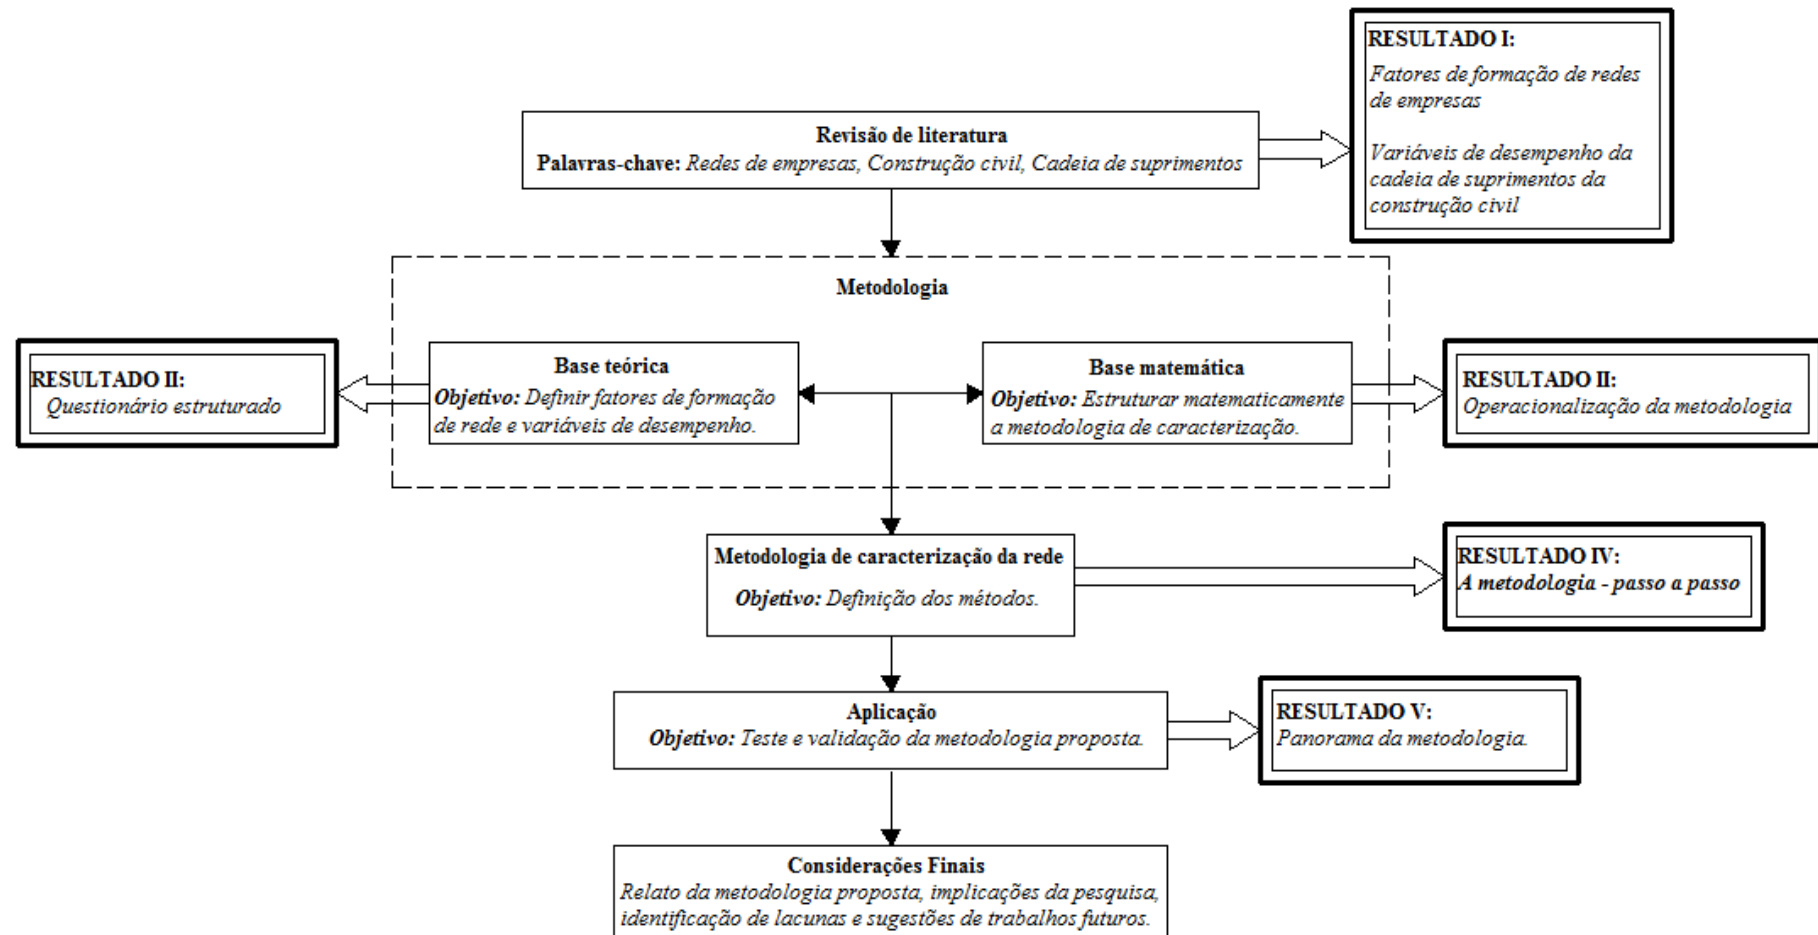 RESULTADO I:
Fatores de formação de redes
de empresas
Variáveis de desempenho da
cadeia de suprimentos da
construção civil
Revisão de literatura
Palavras-chave: Redes de empresas, Construção civil, Cadeia de suprimentos
Metodologia
RESULTADO II:
Questionário estruturado
Base teórica
Objetivo: Definir fatores de formação
de rede e variáveis de desempenho.
Base matemática
Objetivo: Estruturar matematicamente
a metodologia de caracterização.
RESULTADO II:
Operacionalização da metodologia
Metodologia de caracterização da rede
Objetivo: Definição dos métodos.
RESULTADO IV:
A metodologia - passo a passo
Aplicação
Objetivo: Teste e validação da metodologia proposta.
RESULTADO V:
Panorama da metodologia.
Considerações Finais
Relato da metodologia proposta, implicações da pesquisa,
identificação de lacunas e sugestões de trabalhos futuros.